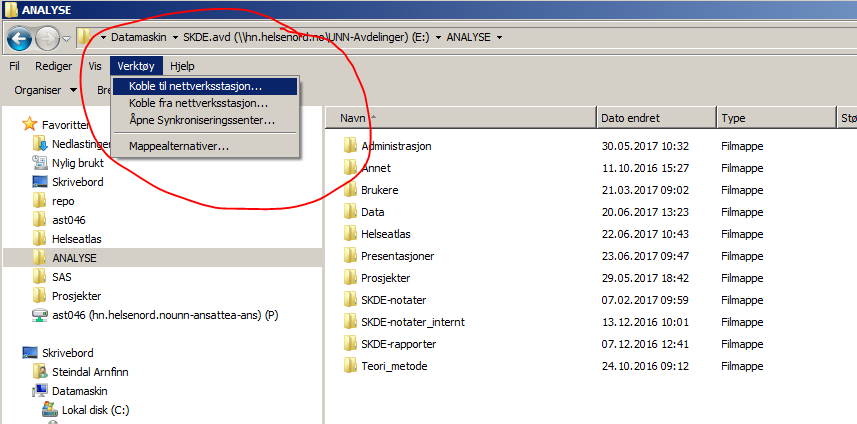 ANALYSE
Datamaskin SKDE.avd (\\hn.helsenord.no\UNN-Avdelinger) (E:) ANALYSE
Fil Rediger Vis Verktøy Hjelp
Organiser Bre
Koble til nettverksstasjon...
Koble fra nettverksstasjon...
Åpne Synkroniseringssenter...
Mappealternativer...
Favoritter
Nedlastinger
Nylig brukt
Skrivebord
repo
ast046
Helseatlas
ANALYSE
SAS
Prosjekter
ast046 (hn.helsenord.nounn-ansattea-ans) (P)
Skrivebord
Steindal Arnfinn
Datamaskin
Lokal disk (C:)
Navn Dato endret Type Stø
Administrasjon 30.05.2017 10:32 Filmappe
Annet 11.10.2016 15:27 Filmappe
Brukere 21.03.2017 09:02 Filmappe
Data 20.06.2017 13:23 Filmappe
Helseatlas 22.06.2017 10:43 Filmappe
Presentasjoner 23.06.2017 09:47 Filmappe
Prosjekter 29.05.2017 18:42 Filmappe
SKDE-notater 07.02.2017 09:59 Filmappe
SKDE-notater_internt 13.12.2016 10:01 Filmappe
SKDE-rapporter 07.12.2016 12:41 Filmappe
Teori_metode 24.10.2016 09:12 Filmappe